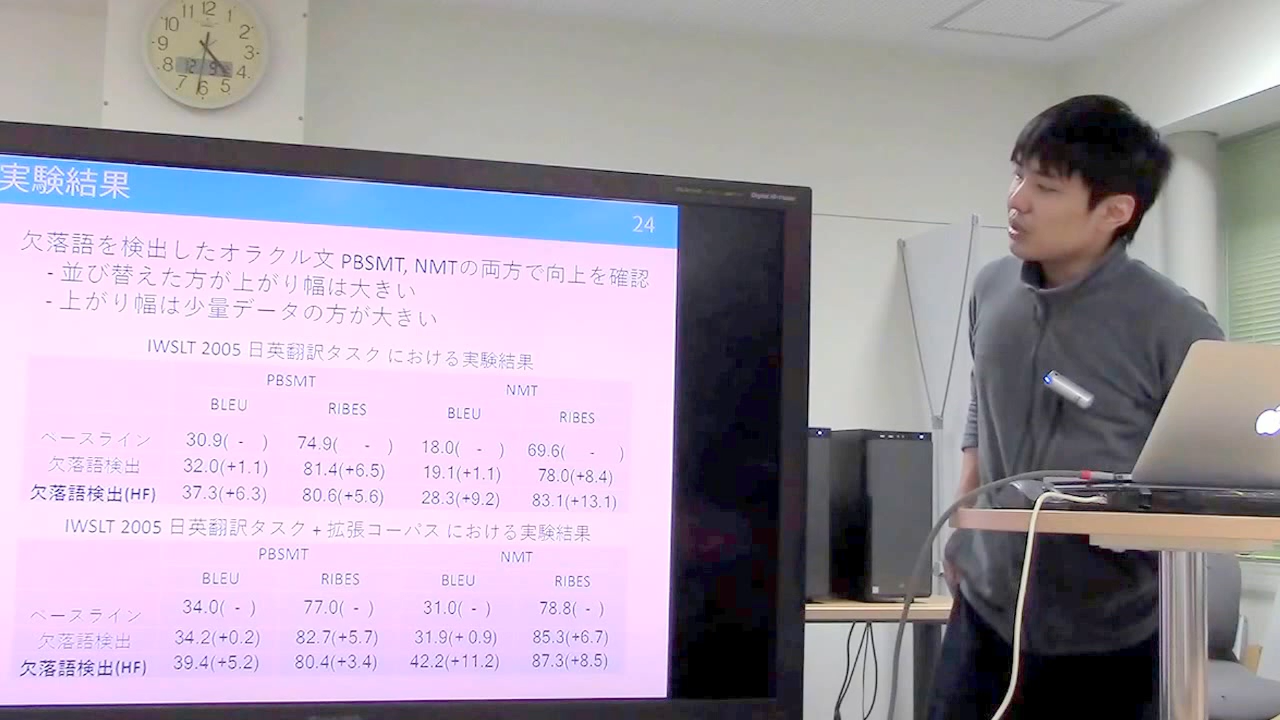 11 12 1
10 2
9 3
8 4
7 6 5
実験結果
24
欠落語を検出したオラクル文 PBSMT, NMTの両方で向上を確認
- 並び替えた方が上がり幅は大きい
- 上がり幅は少量データの方が大きい
IWSLT 2005 日英翻訳タスク における実験結果
PBSMT NMT
BLEU RIBES BLEU RIBES
ベースライン 30.9( - ) 74.9( - ) 18.0( - ) 69.6( - )
欠落語検出 32.0(+1.1) 81.4(+6.5) 19.1(+1.1) 78.0(+8.4)
欠落語検出(HF) 37.3(+6.3) 80.6(+5.6) 28.3(+9.2) 83.1(+13.1)
IWSLT 2005 日英翻訳タスク + 拡張コーパス における実験結果
PBSMT NMT
BLEU RIBES BLEU RIBES
ベースライン 34.0( - ) 77.0( - ) 31.0( - ) 78.8( - )
欠落語検出 34.2(+0.2) 82.7(+5.7) 31.9(+ 0.9) 85.3(+6.7)
欠落語検出(HF) 39.4(+5.2) 80.4(+3.4) 42.2(+11.2) 87.3(+8.5)